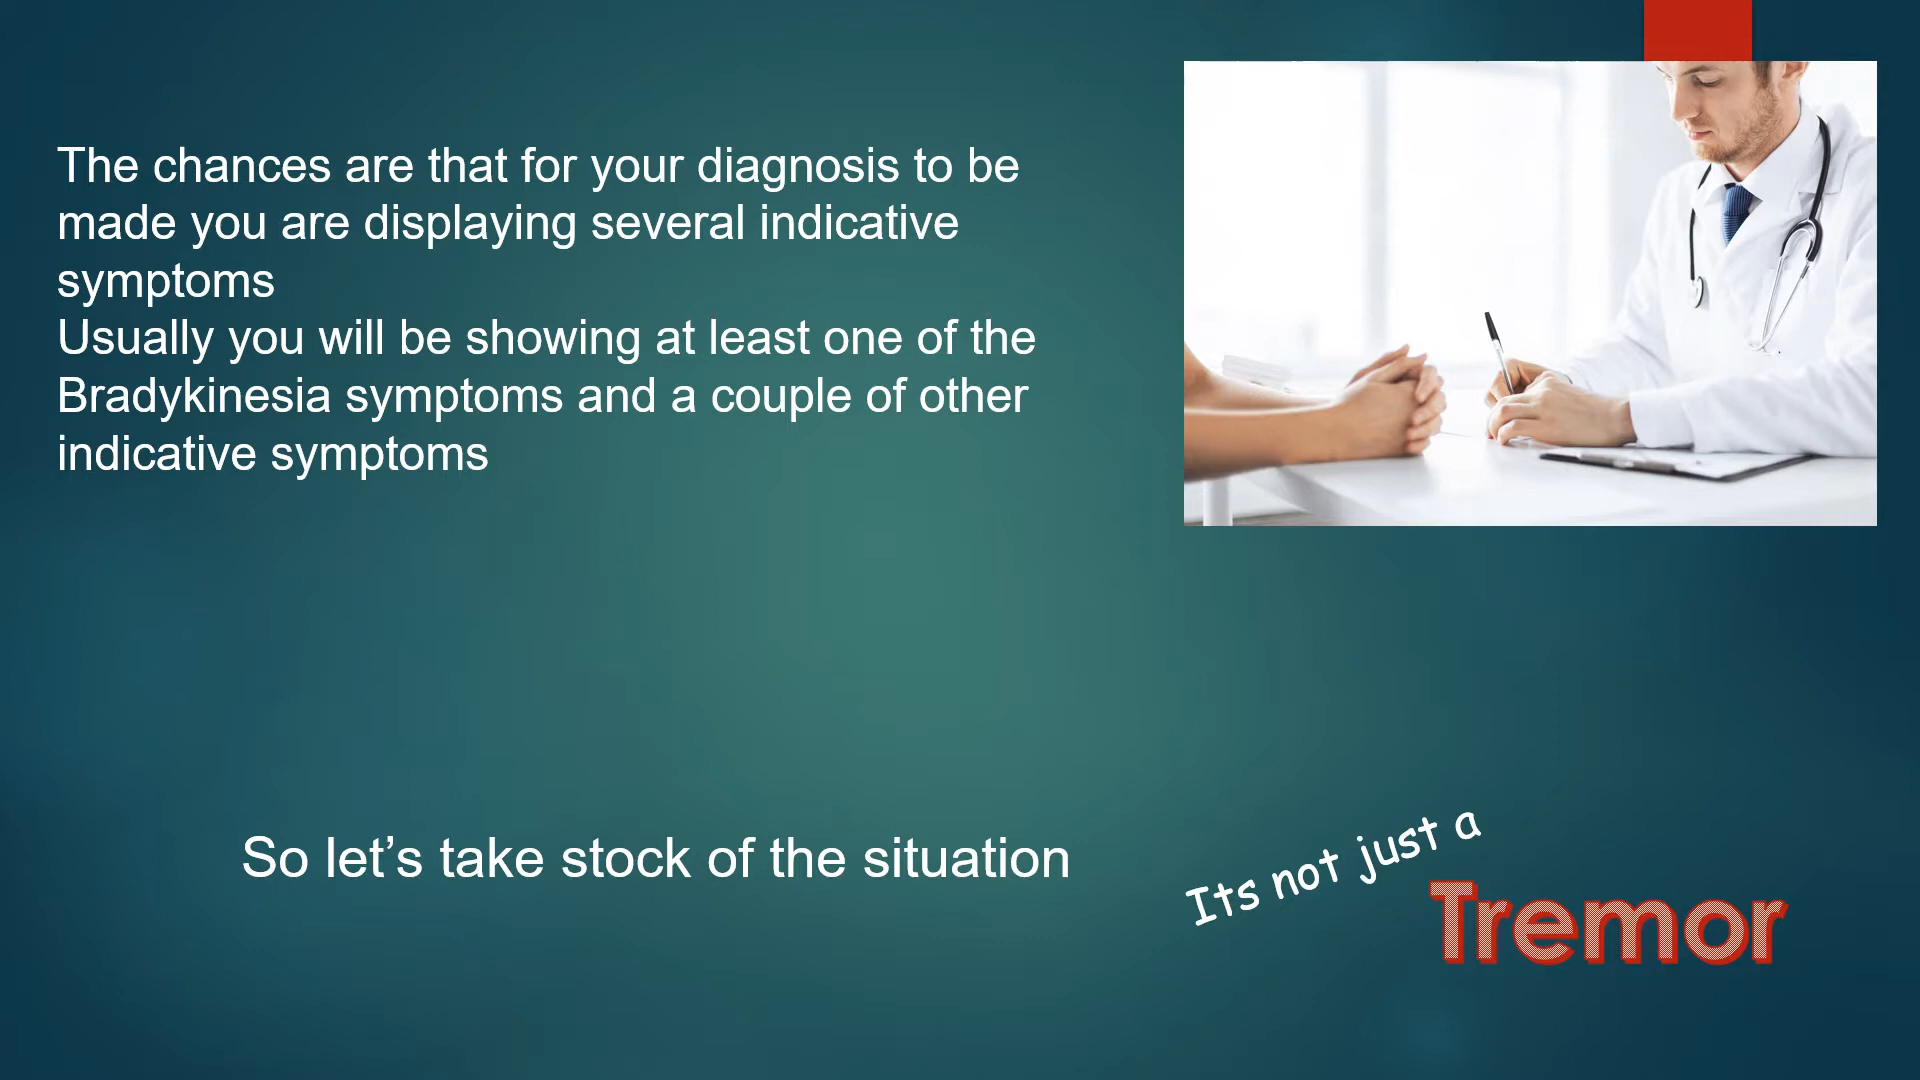 The chances are that for your diagnosis to be
made you are displaying several indicative
symptoms
Usually you will be showing at least one of the
Bradykinesia symptoms and a couple of other
indicative symptoms
So let’s take stock of the situation
Its not just a
Tremor